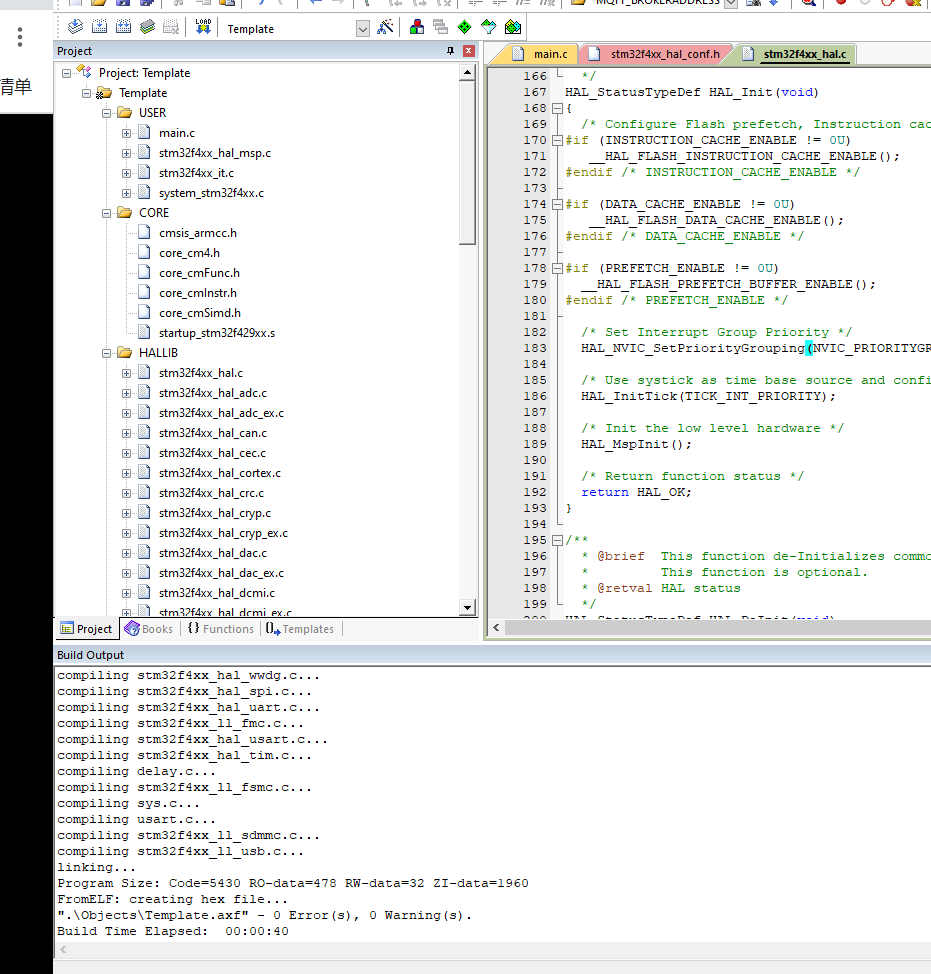 MQTT_BROKERADDRESS
LOAD
Template
清单
Project
Project: Template
Template
USER
main.c
stm32f4xx_hal_msp.c
stm32f4xx_it.c
system_stm32f4xx.c
CORE
cmsis_armcc.h
core_cm4.h
core_cmFunc.h
core_cmInstr.h
core_cmSimd.h
startup_stm32f429xx.s
HALLIB
stm32f4xx_hal.c
stm32f4xx_hal_adc.c
stm32f4xx_hal_adc_ex.c
stm32f4xx_hal_can.c
stm32f4xx_hal_cec.c
stm32f4xx_hal_cortex.c
stm32f4xx_hal_crc.c
stm32f4xx_hal_cryp.c
stm32f4xx_hal_cryp_ex.c
stm32f4xx_hal_dac.c
stm32f4xx_hal_dac_ex.c
stm32f4xx_hal_dcmi.c
stm32f4xx_hal_dcmi_ex.c
Project Books {} Functions 0 Templates
main.c stm32f4xx_hal_conf.h stm32f4xx_hal.c
166 */
167 HAL_StatusTypeDef HAL_Init(void)
168 {
169 /* Configure Flash prefetch, Instruction cac
170 #if (INSTRUCTION_CACHE_ENABLE != 0U)
171 __HAL_FLASH_INSTRUCTION_CACHE_ENABLE();
172 #endif /* INSTRUCTION_CACHE_ENABLE */
173
174 #if (DATA_CACHE_ENABLE != 0U)
175 __HAL_FLASH_DATA_CACHE_ENABLE();
176 #endif /* DATA_CACHE_ENABLE */
177
178 #if (PREFETCH_ENABLE != 0U)
179 __HAL_FLASH_PREFETCH_BUFFER_ENABLE();
180 #endif /* PREFETCH_ENABLE */
181
182 /* Set Interrupt Group Priority */
183 HAL_NVIC_SetPriorityGrouping(NVIC_PRIORITYGR
184
185 /* Use systick as time base source and confi
186 HAL_InitTick(TICK_INT_PRIORITY);
187
188 /* Init the low level hardware */
189 HAL_MspInit();
190
191 /* Return function status */
192 return HAL_OK;
193 }
194
195 /**
196 * @brief This function de-Initializes commo
197 * This function is optional.
198 * @retval HAL status
199 */
200 HAL_StatusTypeDef HAL_DeInit(void)
Build Output
compiling stm32f4xx_hal_wwdg.c...
compiling stm32f4xx_hal_spi.c...
compiling stm32f4xx_hal_uart.c...
compiling stm32f4xx_ll_fmc.c...
compiling stm32f4xx_hal_usart.c...
compiling stm32f4xx_hal_tim.c...
compiling delay.c...
compiling stm32f4xx_ll_fsmc.c...
compiling sys.c...
compiling usart.c...
compiling stm32f4xx_ll_sdmmc.c...
compiling stm32f4xx_ll_usb.c...
linking...
Program Size: Code=5430 RO-data=478 RW-data=32 ZI-data=1960
FromELF: creating hex file...
".\Objects\Template.axf" - 0 Error(s), 0 Warning(s).
Build Time Elapsed: 00:00:40